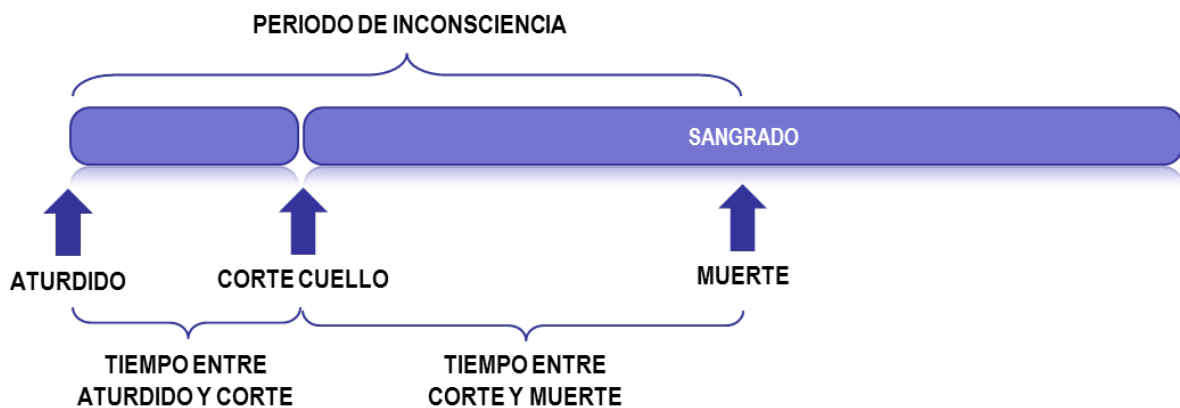 PERIODO DE INCONSCIENCIA
SANGRADO
ATURDIDO
CORTE CUELLO
MUERTE
TIEMPO ENTRE
ATURDIDO Y CORTE
TIEMPO ENTRE
CORTE Y MUERTE